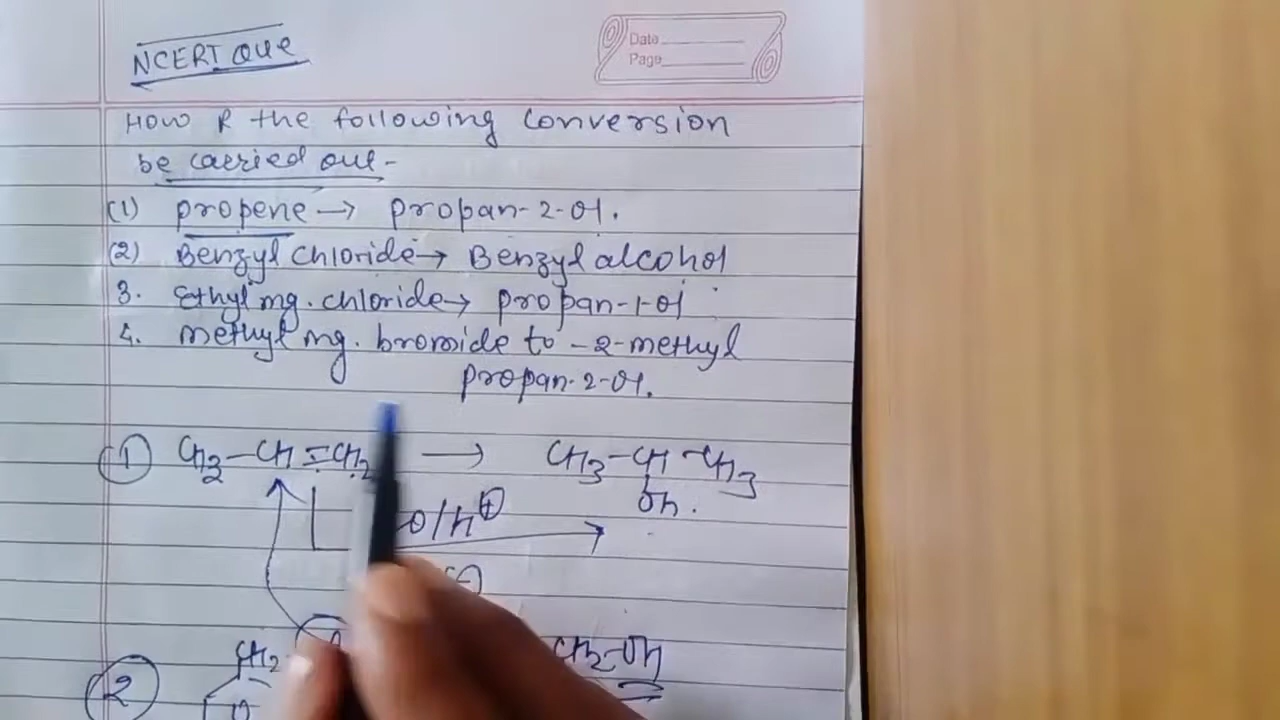 NCERT Que
Date
Page
How R the following conversion
be carried out-
(1) propene → propan-2-ol.
(2) Benzyl chloride → Benzyl alcohol
3. Ethyl mg. chloride → propan-1-ol
4. methyl mg. bromide to -2-methyl
propan-2-ol.
① CH3-CH=CH2 → CH3-CH-CH3
Oh.
o/h⊕
② CH2 CH2-Oh